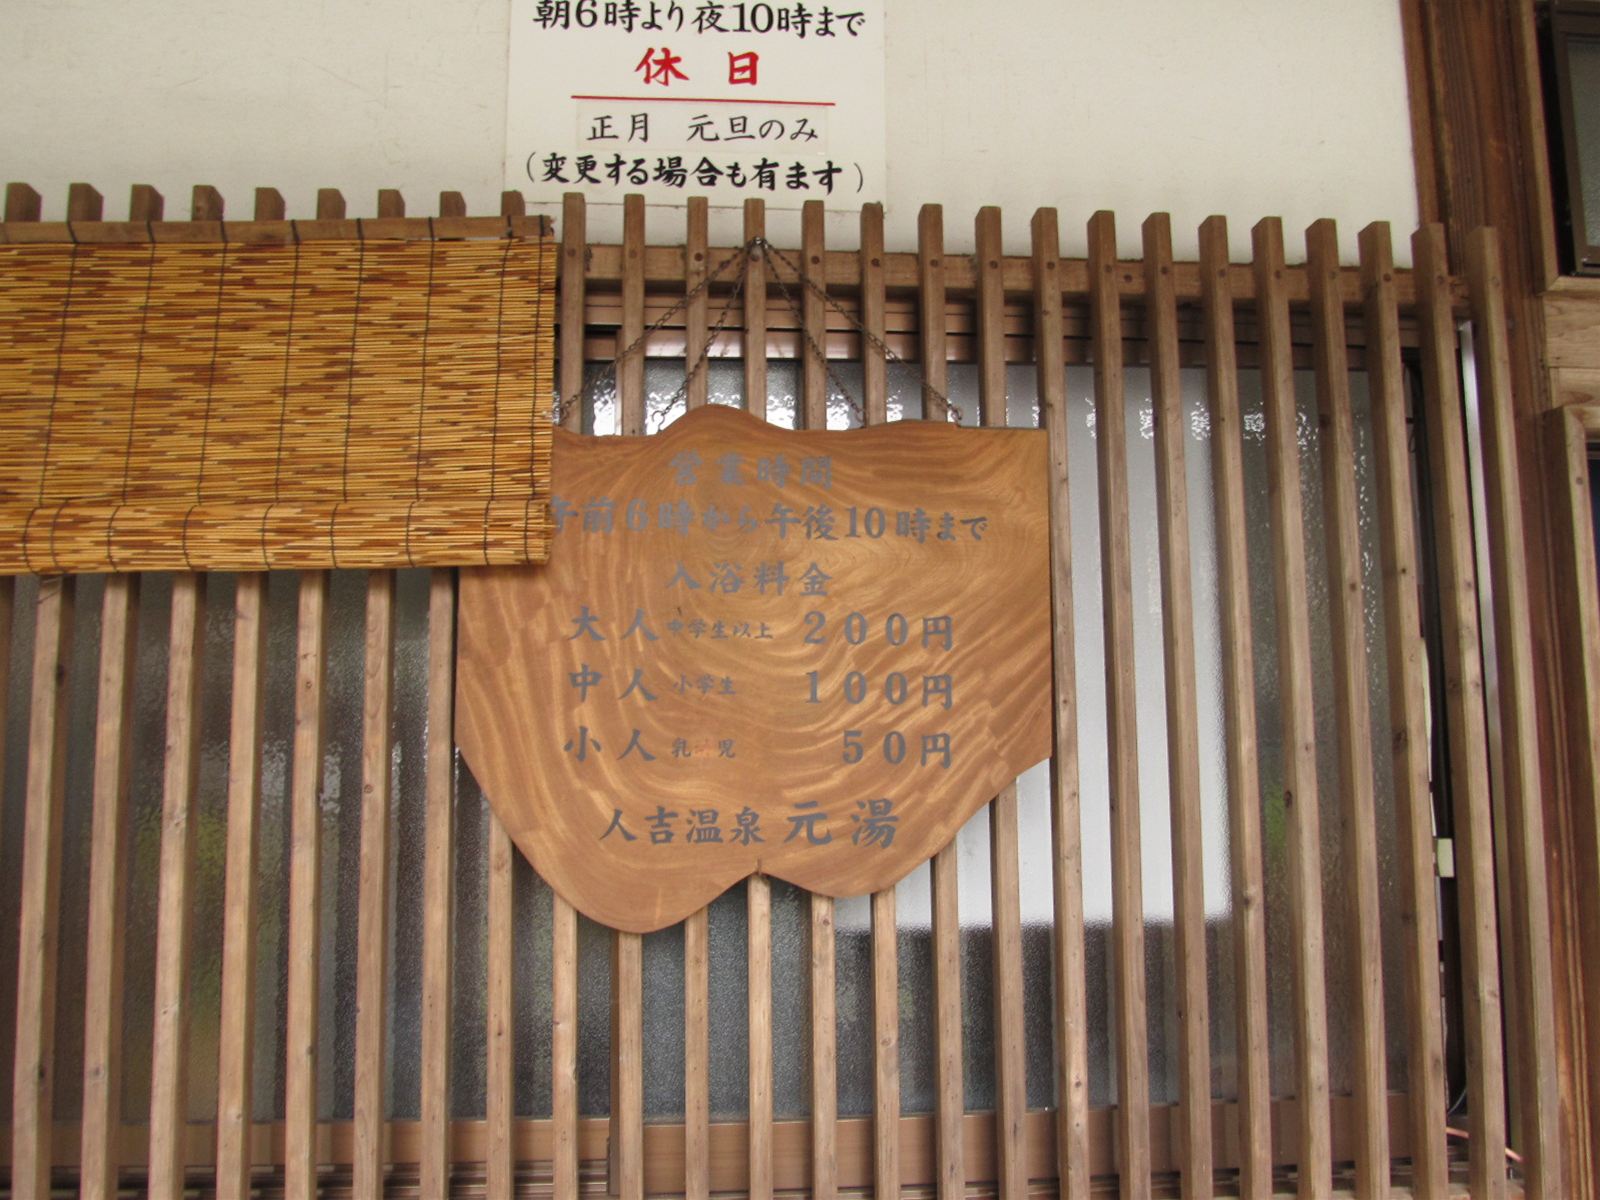 朝6時より夜10時まで
休日
正月 元旦のみ
(変更する場合も有ます)
営業時間
午前6時から午後10時まで
入浴料金
大人 中学生以上 200円
中人 小学生 100円
小人 乳幼児 50円
人吉温泉 元湯